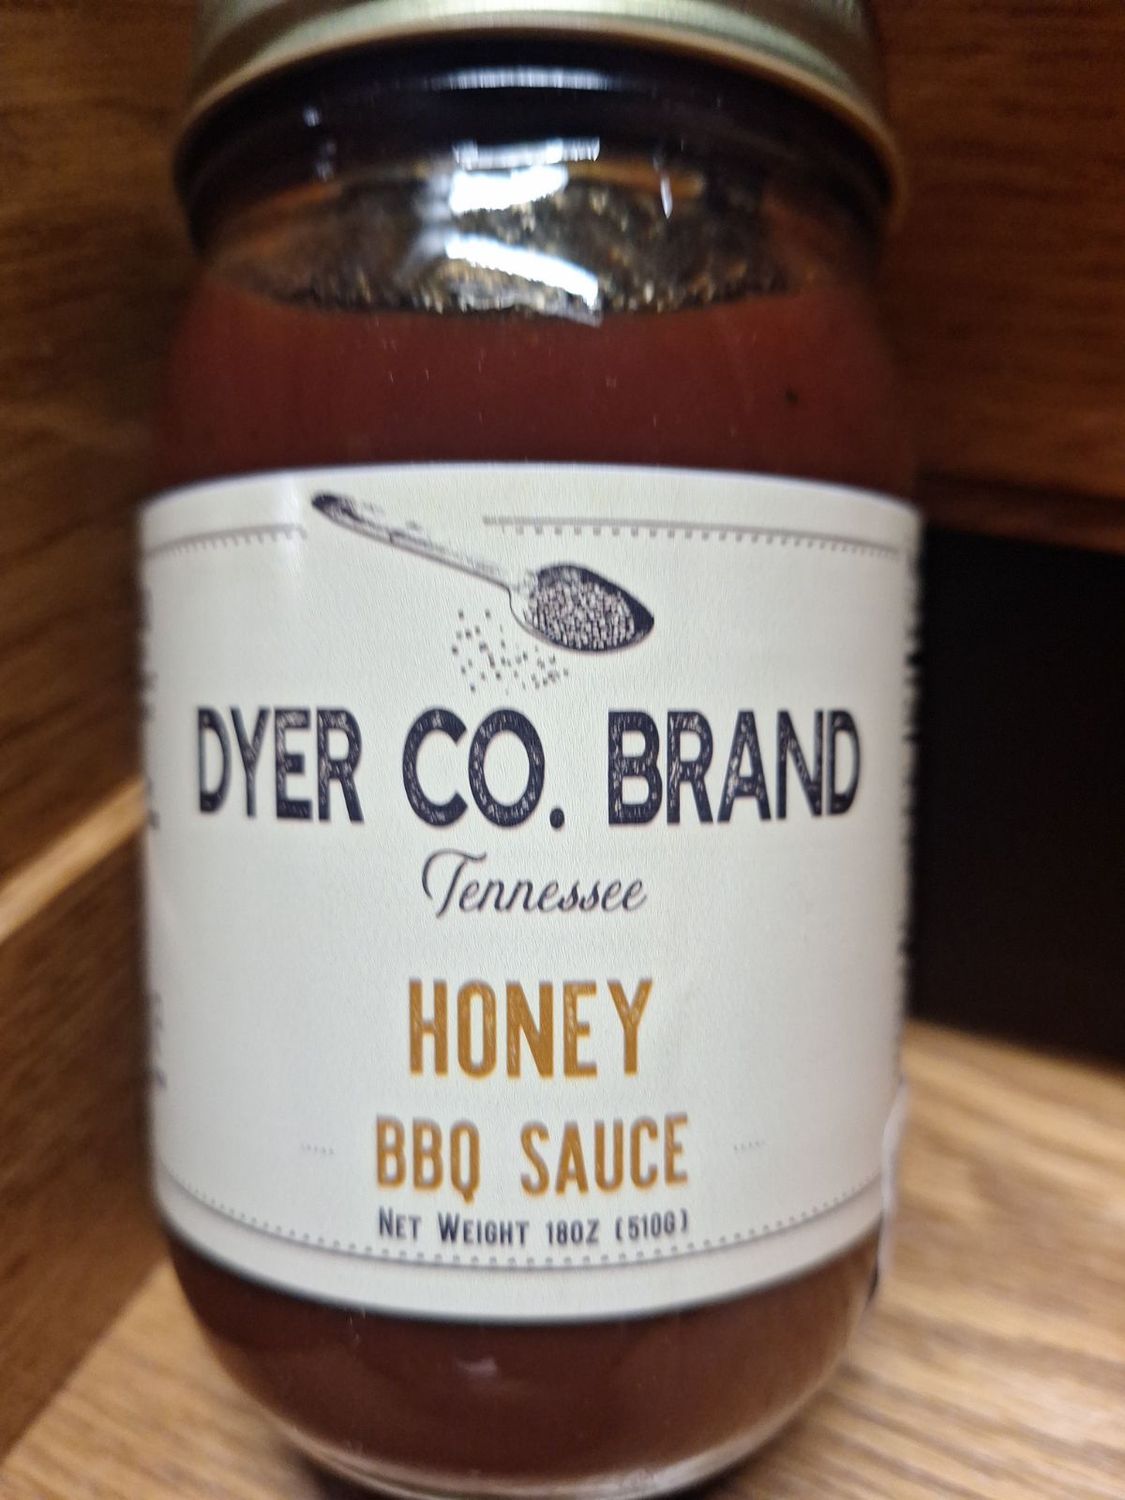 DYER CO. BRAND
Tennessee
HONEY
BBQ SAUCE
NET WEIGHT 18OZ (510G)